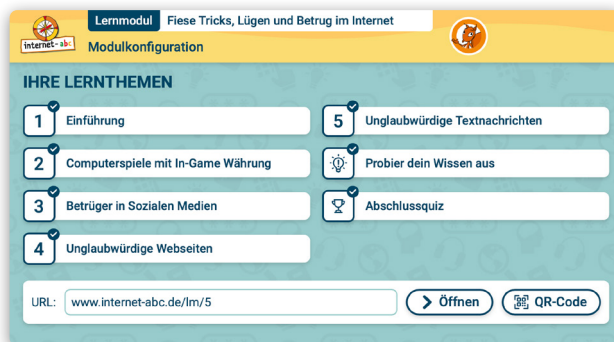 Lernmodul Fiese Tricks, Lügen und Betrug im Internet
internet-abc
Modulkonfiguration
IHRE LERNTHEMEN
1 Einführung
2 Computerspiele mit In-Game Währung
3 Betrüger in Sozialen Medien
4 Unglaubwürdige Webseiten
5 Unglaubwürdige Textnachrichten
Probier dein Wissen aus
Abschlussquiz
URL: www.internet-abc.de/lm/5
Öffnen
QR-Code